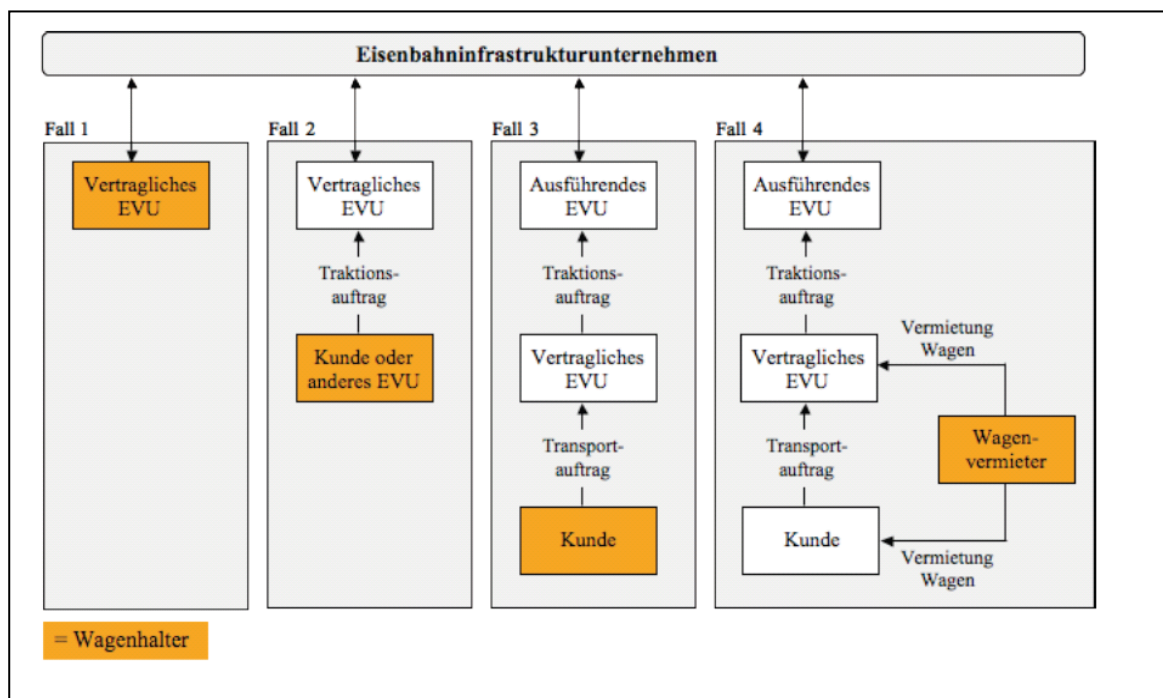 Eisenbahninfrastrukturunternehmen
Fall 1
Vertragliches
EVU
Fall 2
Vertragliches
EVU
Traktions-
auftrag
Kunde oder
anderes EVU
Fall 3
Ausführendes
EVU
Traktions-
auftrag
Vertragliches
EVU
Transport-
auftrag
Kunde
Fall 4
Ausführendes
EVU
Traktions-
auftrag
Vertragliches
EVU
Transport-
auftrag
Kunde
Vermietung
Wagen
Wagen-
vermieter
Vermietung
Wagen
= Wagenhalter